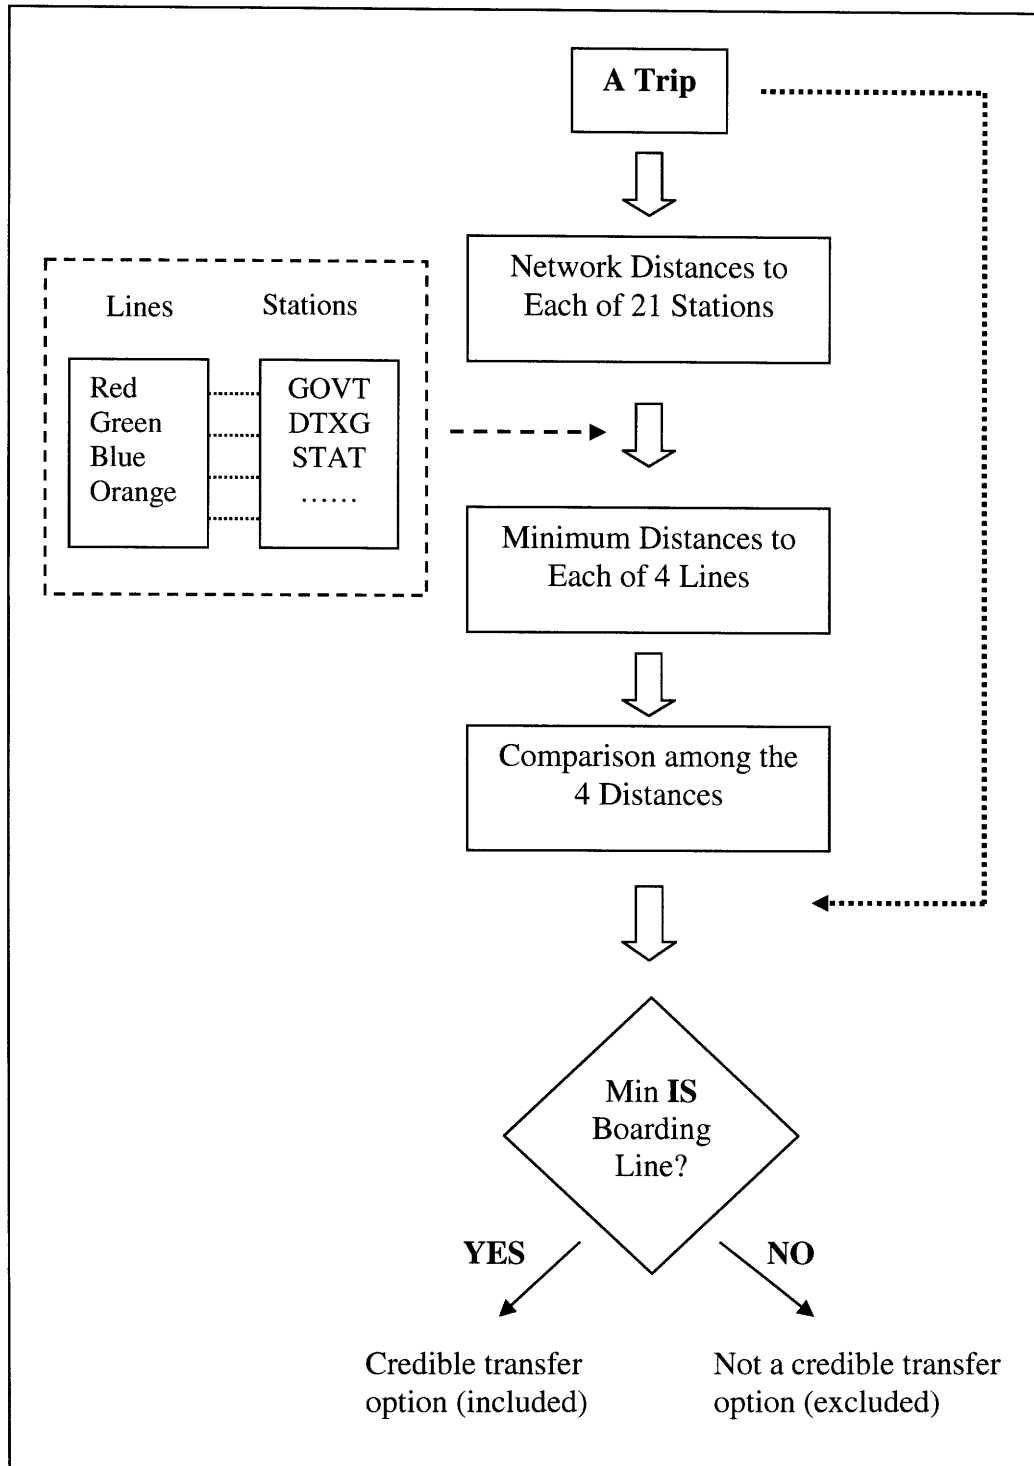 A Trip
Network Distances to
Each of 21 Stations
Lines
Stations
Red
Green
Blue
Orange
GOVT
DTXG
STAT
……
Minimum Distances to
Each of 4 Lines
Comparison among the
4 Distances
Min IS
Boarding
Line?
YES
NO
Credible transfer
option (included)
Not a credible transfer
option (excluded)